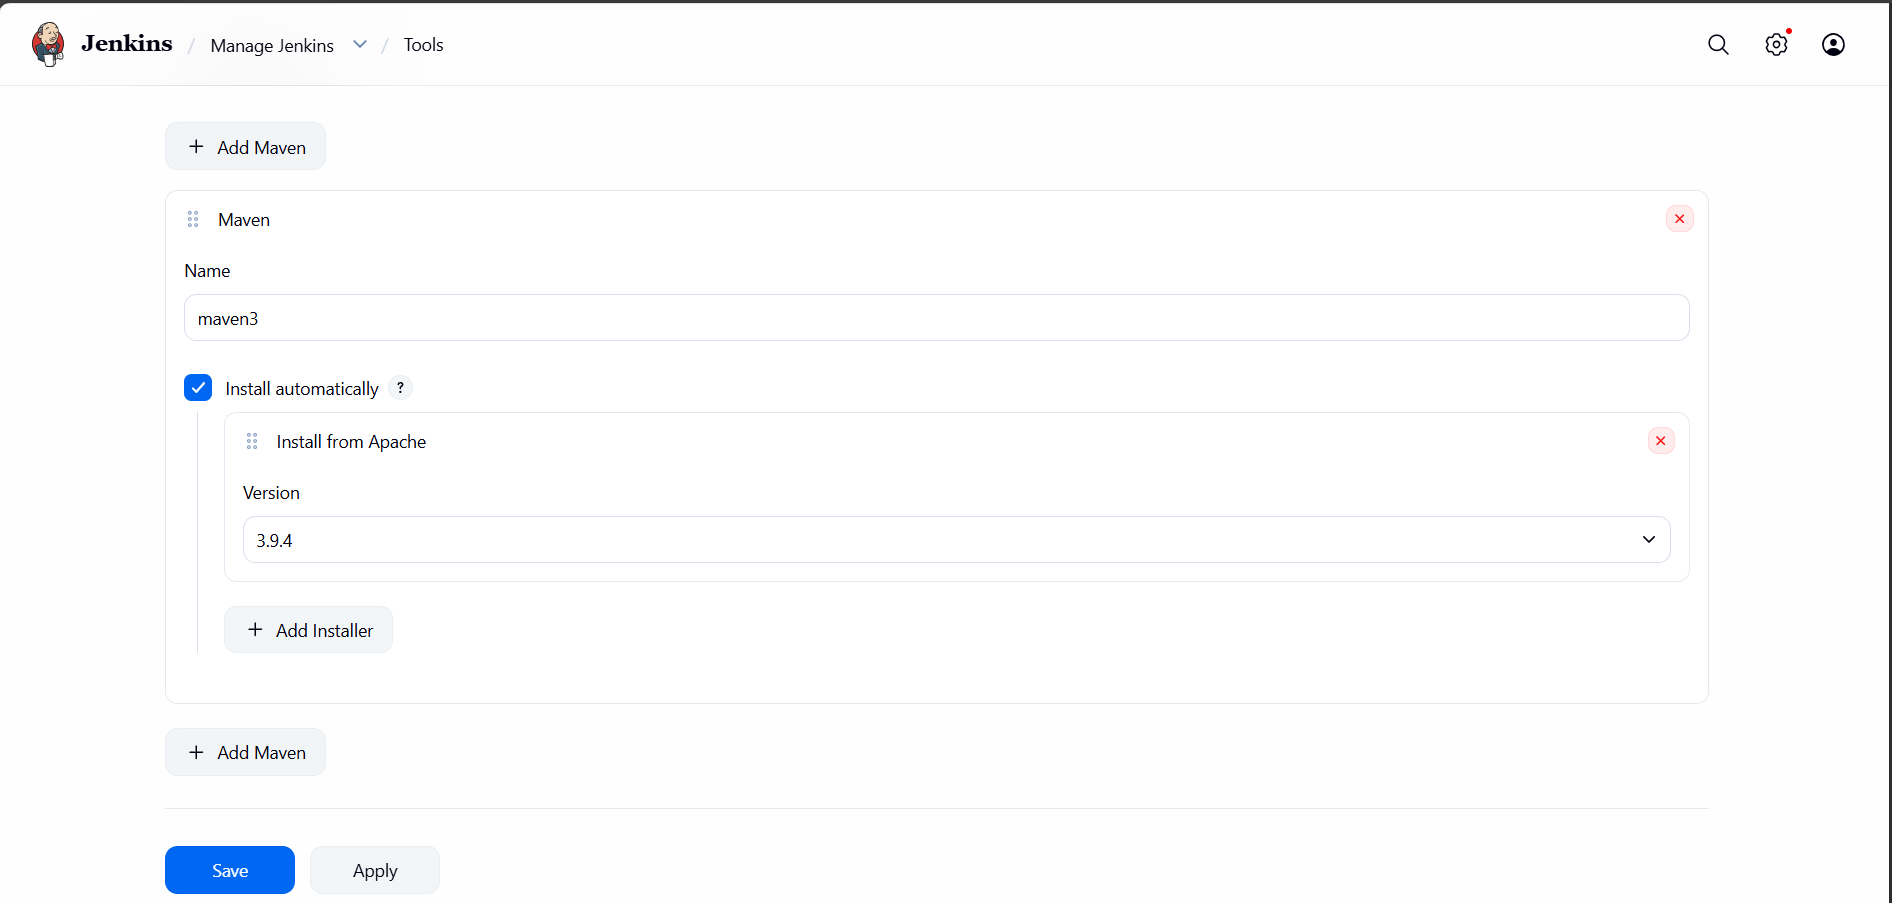 Jenkins / Manage Jenkins / Tools
+ Add Maven
Maven
Name
maven3
Install automatically ?
Install from Apache
Version
3.9.4
+ Add Installer
+ Add Maven
Save Apply